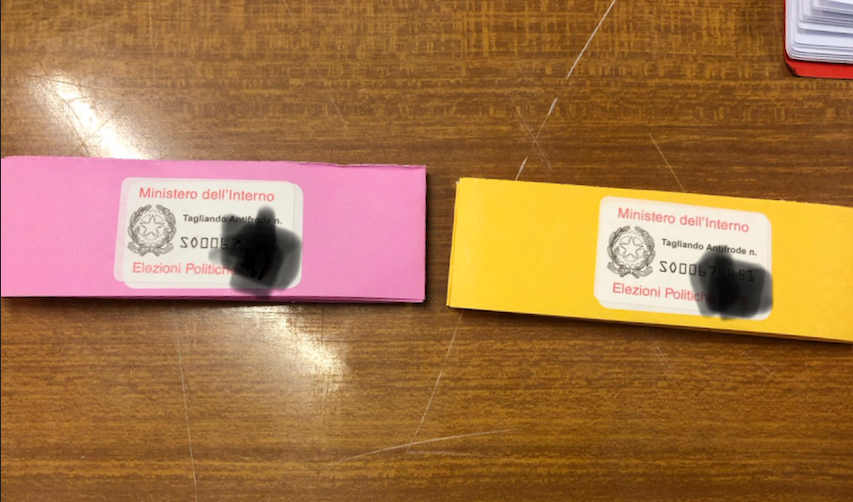 Ministero dell'Interno
Tagliando Antifrode n.
Elezioni
Ministero dell'Interno
Tagliando Antifrode n.
Elezioni